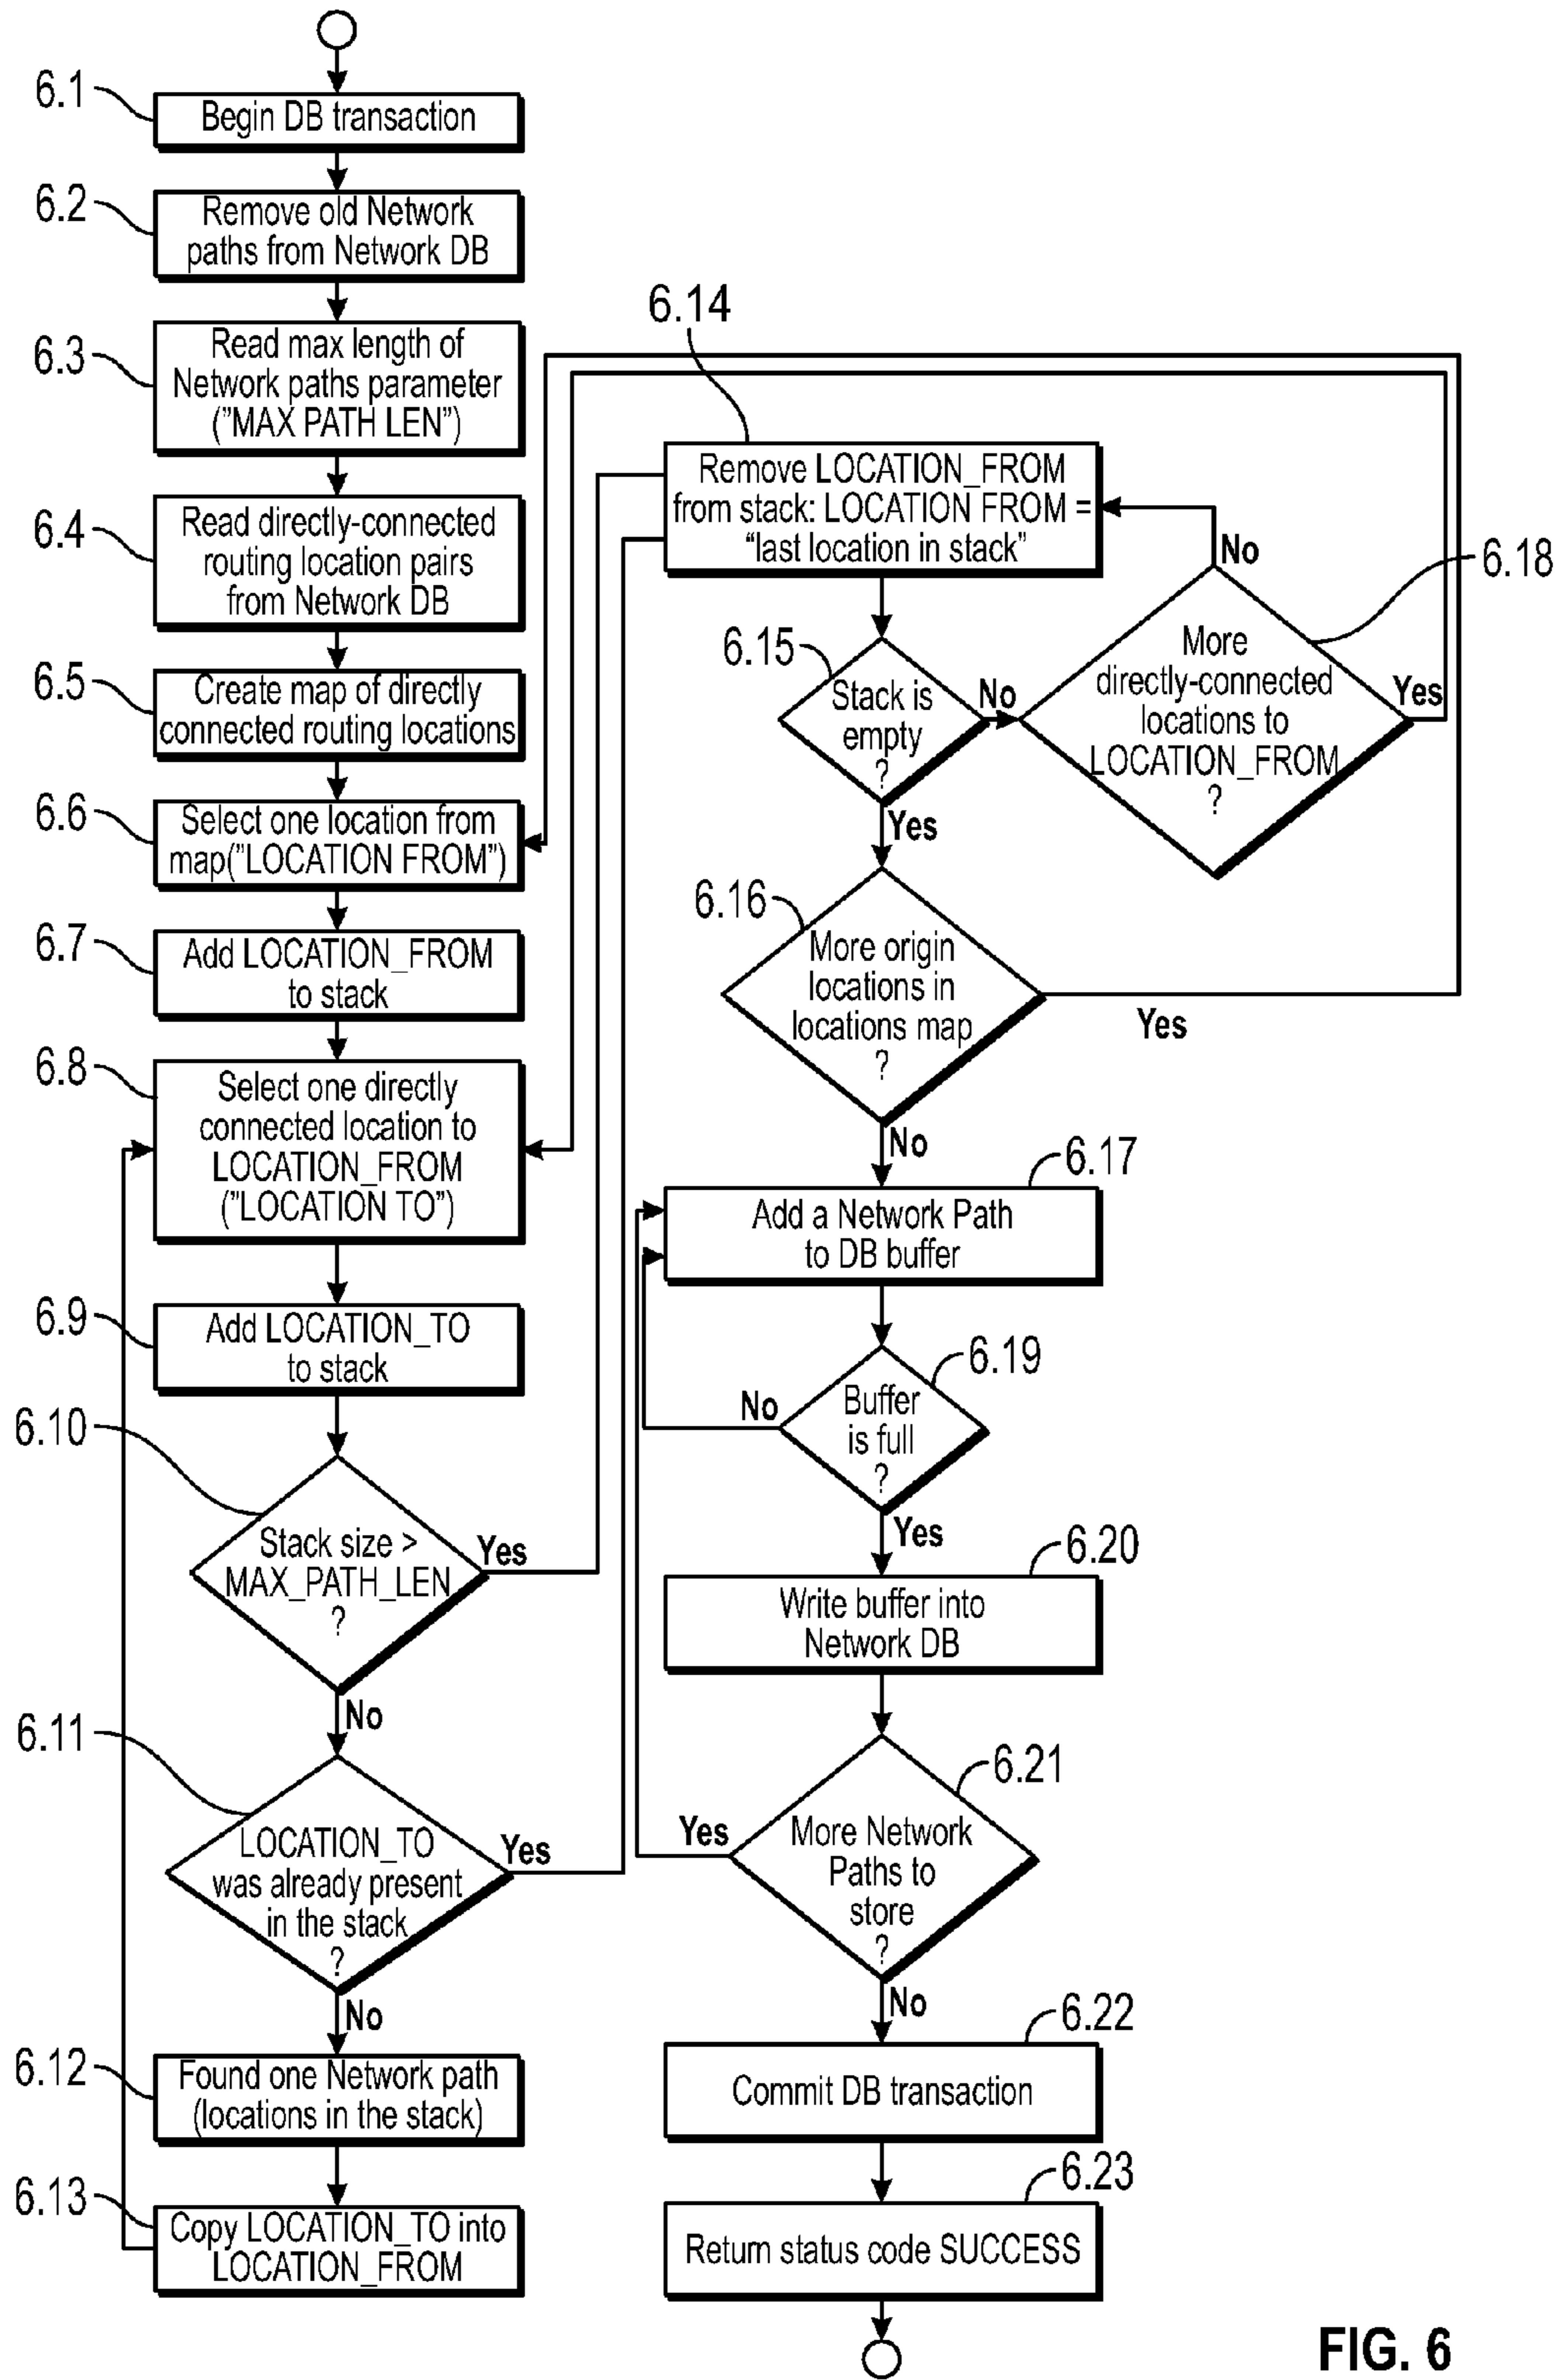 6.1
Begin DB transaction
6.2
Remove old Network
paths from Network DB
6.3
Read max length of
Network paths parameter
("MAX PATH LEN")
6.4
Read directly-connected
routing location pairs
from Network DB
6.5
Create map of directly
connected routing locations
6.6
Select one location from
map("LOCATION FROM")
6.7
Add LOCATION_FROM
to stack
6.8
Select one directly
connected location to
LOCATION_FROM
("LOCATION TO")
6.9
Add LOCATION_TO
to stack
6.10
Stack size >
MAX_PATH_LEN
?
Yes
No
6.11
LOCATION_TO
was already present
in the stack
?
Yes
No
6.12
Found one Network path
(locations in the stack)
6.13
Copy LOCATION_TO into
LOCATION_FROM
6.14
Remove LOCATION_FROM
from stack: LOCATION FROM =
“last location in stack”
6.15
Stack is
empty
?
No
Yes
6.18
No
More
directly-connected
locations to
LOCATION_FROM
?
Yes
6.16
More origin
locations in
locations map
?
Yes
No
6.17
Add a Network Path
to DB buffer
6.19
Buffer
is full
?
No
Yes
6.20
Write buffer into
Network DB
6.21
More Network
Paths to
store
?
Yes
No
6.22
Commit DB transaction
6.23
Return status code SUCCESS
FIG. 6